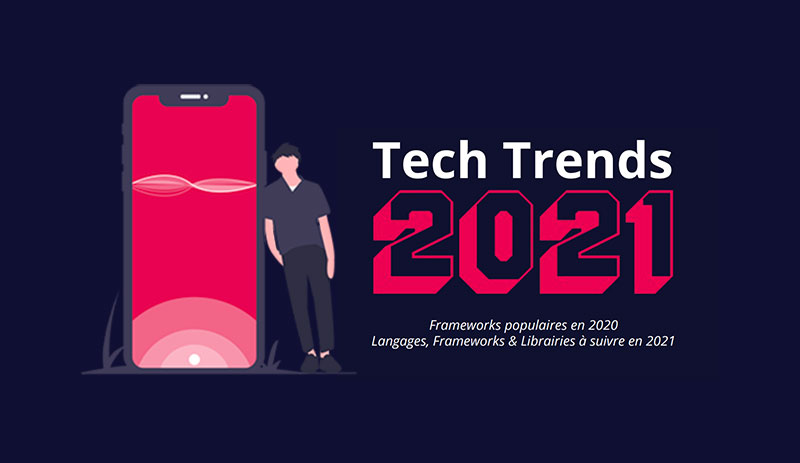 Tech Trends
2021
Frameworks populaires en 2020
Langages, Frameworks & Librairies à suivre en 2021